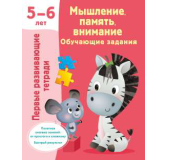 5–6
лет
Мышление,
память,
внимание
Обучающие задания
Первые развивающие
тетради